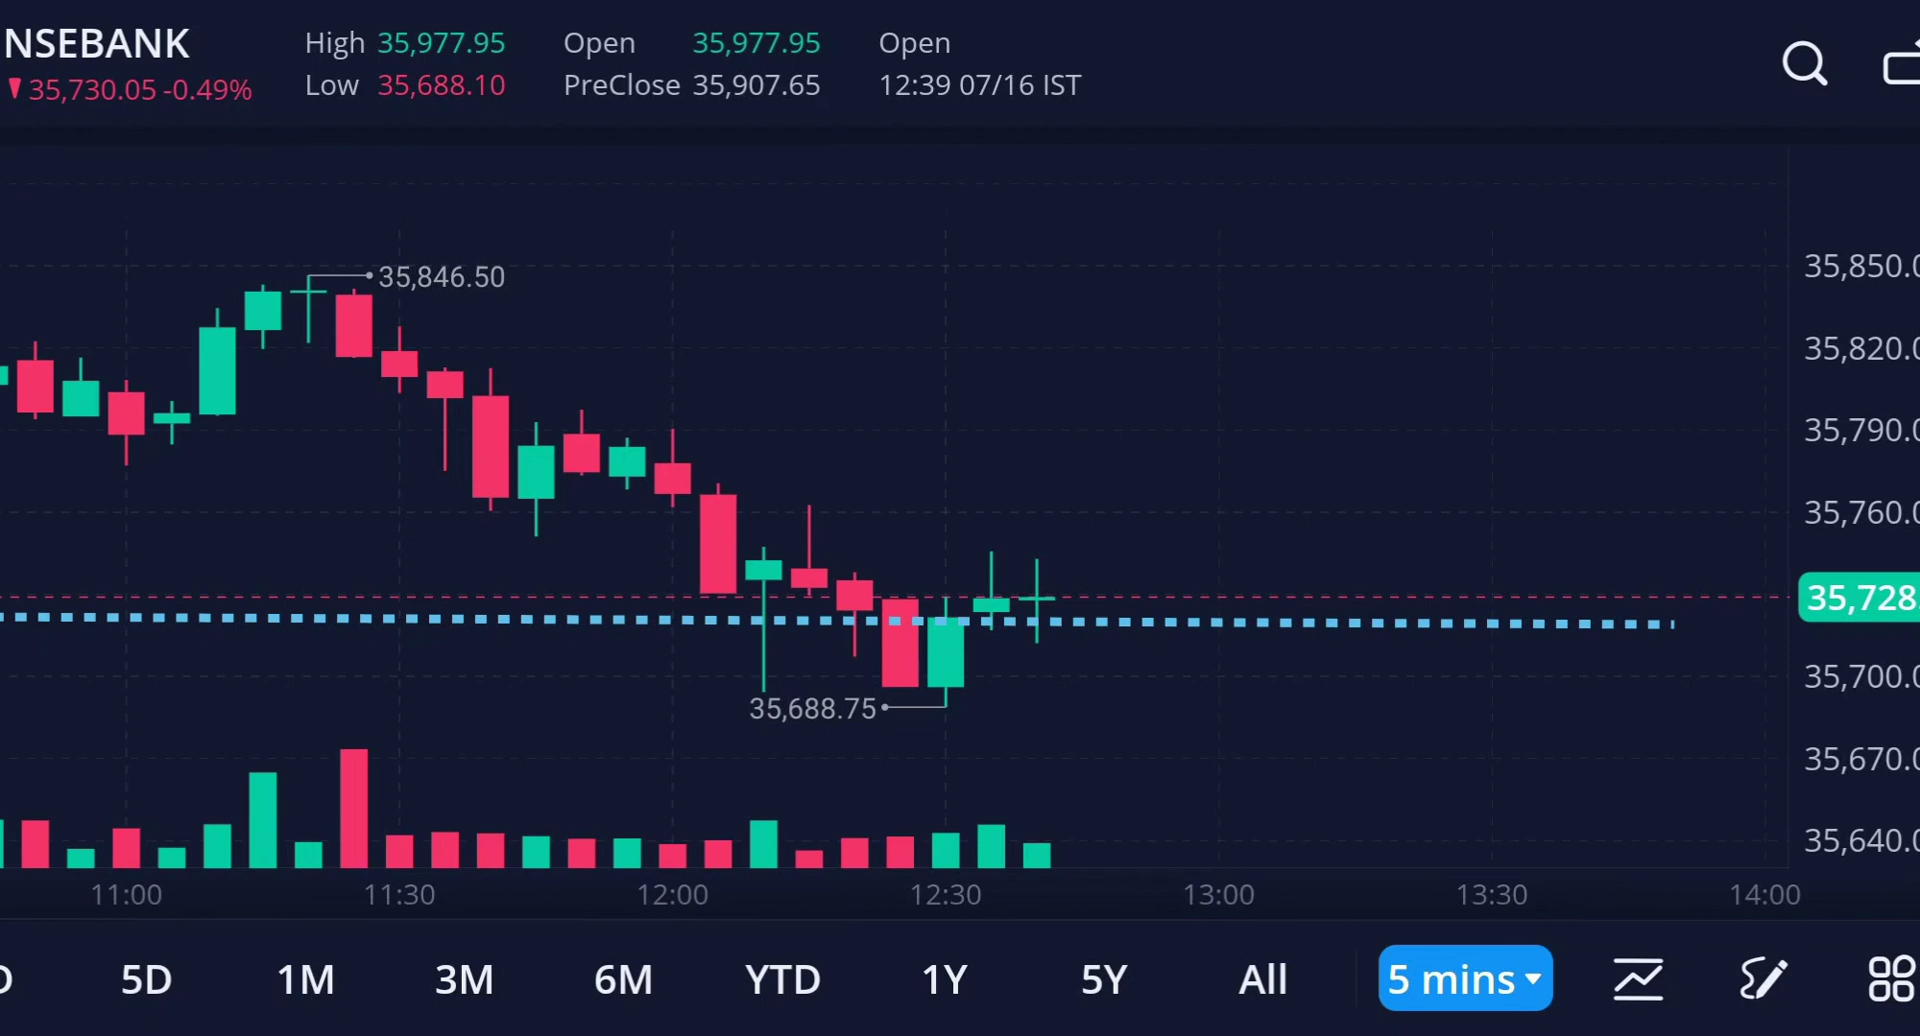 NSEBANK
35,730.05 -0.49%
High 35,977.95
Low 35,688.10
Open 35,977.95
PreClose 35,907.65
Open
12:39 07/16 IST
35,846.50
35,688.75
35,850.0
35,820.0
35,790.0
35,760.0
35,728.
35,700.0
35,670.0
35,640.0
11:00 11:30 12:00 12:30 13:00 13:30 14:00
5D 1M 3M 6M YTD 1Y 5Y All 5 mins